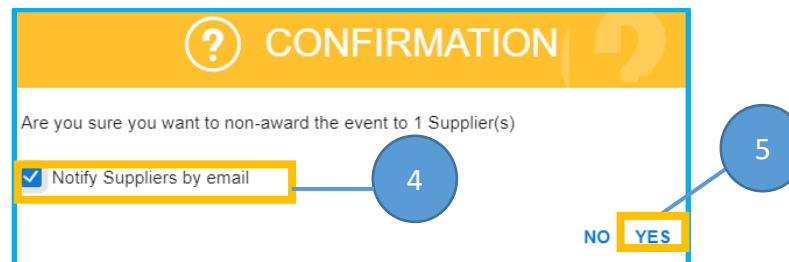 ? CONFIRMATION
Are you sure you want to non-award the event to 1 Supplier(s)
Notify Suppliers by email
4
5
NO YES